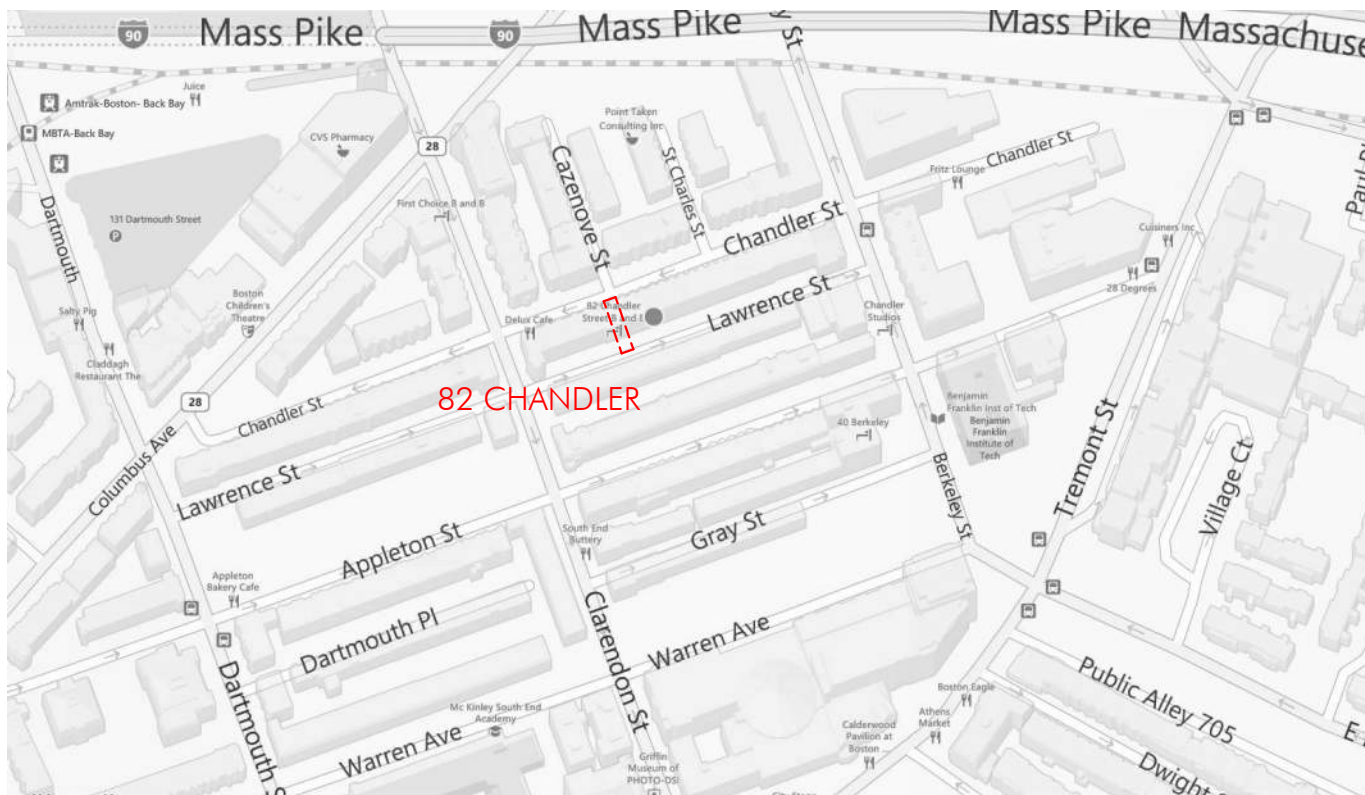 90
Mass Pike
90
Mass Pike
Mass Pike
Massachuse
y St
Juice
Amtrak-Boston- Back Bay
MBTA-Back Bay
CVS Pharmacy
28
Point Taken
Consulting Inc
St Charles St
Cazenove St
Chandler St
Fritz Lounge
Dartmouth
131 Dartmouth Street
P
First Choice B and B
Chandler St
Cuisiners Inc
28 Degrees
Salty Pig
Boston
Children's
Theatre
Delux Cafe
82 Chandler
Street B and B
Lawrence St
Chandler
Studios
Claddagh
Restaurant The
28
Chandler St
82 CHANDLER
Columbus Ave
Lawrence St
Benjamin
Franklin Inst of Tech
Benjamin
Franklin
Institute of
Tech
40 Berkeley
Berkeley St
Tremont St
Village Ct
Appleton St
South End
Buttery
Gray St
Appleton
Bakery Cafe
Dartmouth Pl
Clarendon St
Warren Ave
Dartmouth S
Mc Kinley South End
Academy
Warren Ave
Griffin
Museum of
PHOTO-DSI
Calderwood
Pavilion at
Boston ...
Boston Eagle
Athens
Market
Public Alley 705
Dwight